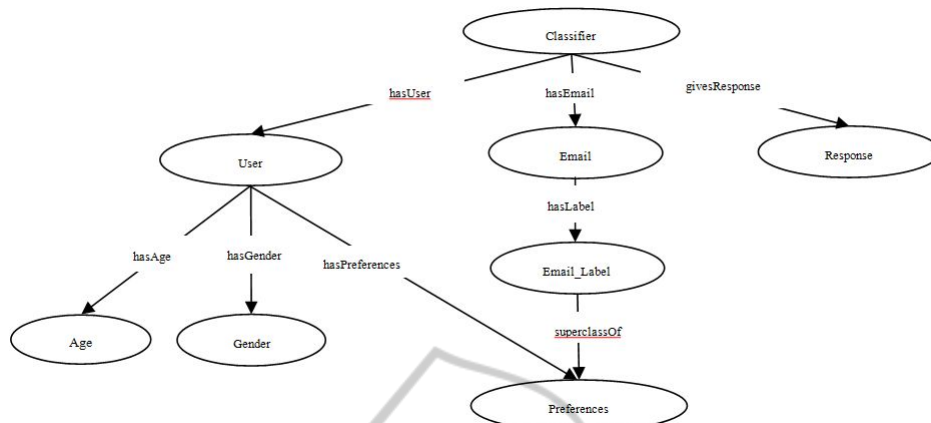 Classifier
hasUser
hasEmail
givesResponse
User
Email
Response
hasLabel
hasAge
hasGender
hasPreferences
Email_Label
superclassOf
Age
Gender
Preferences